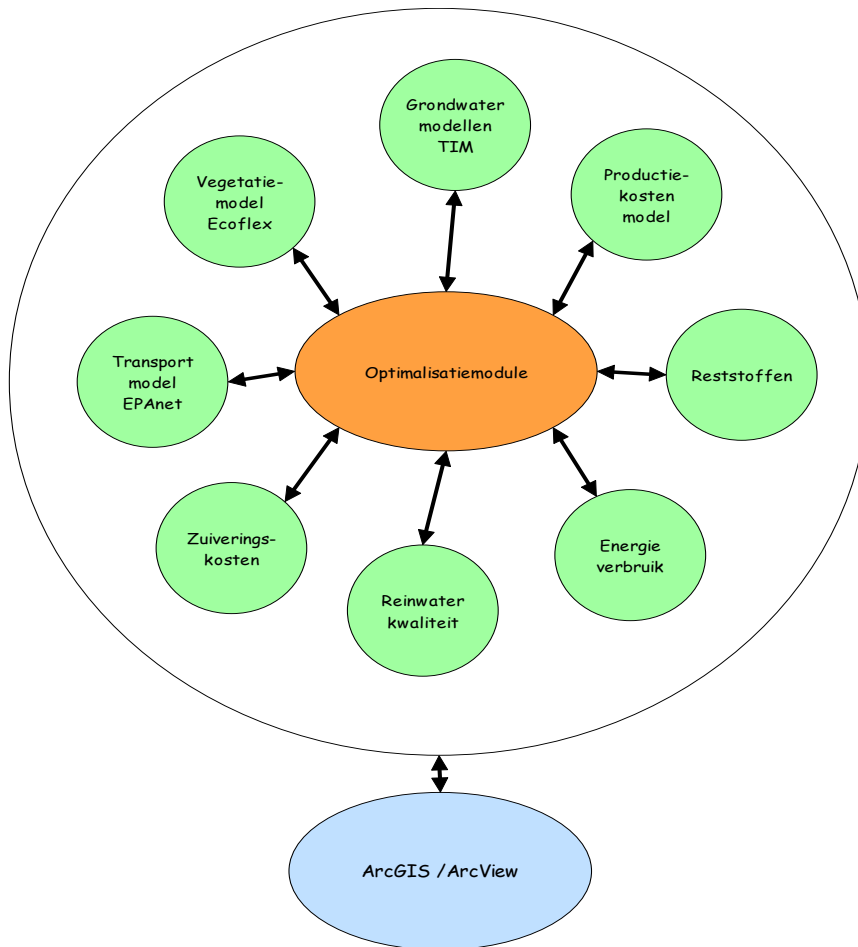 Grondwater
modellen
TIM
Vegetatie-
model
Ecoflex
Productie-
kosten
model
Transport
model
EPAnet
Optimalisatiemodule
Reststoffen
Zuiverings-
kosten
Reinwater
kwaliteit
Energie
verbruik
ArcGIS /ArcView